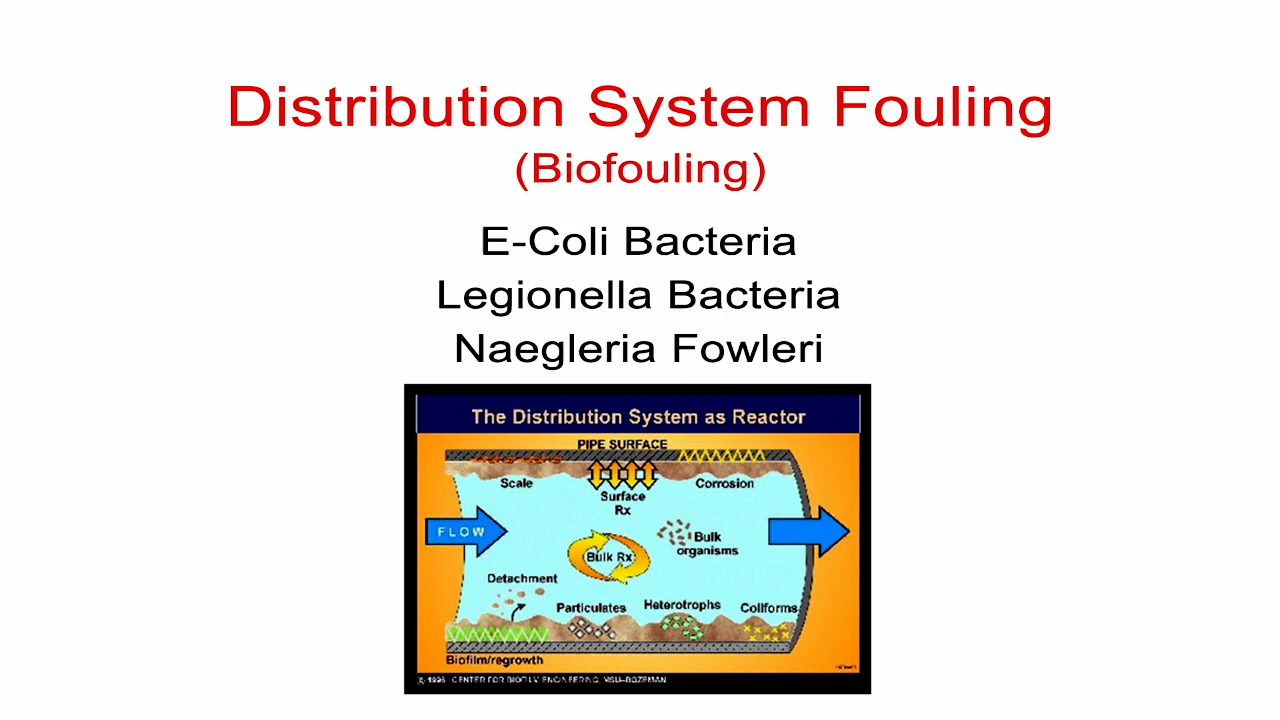 Distribution System Fouling
(Biofouling)
E-Coli Bacteria
Legionella Bacteria
Naegleria Fowleri
The Distribution System as Reactor
PIPE SURFACE
Scale
Surface
Rx
Corrosion
FLOW
Bulk Rx
Bulk
organisms
Detachment
Particulates
Heterotrophs
Coliforms
Biofilm/regrowth
CENTER FOR BIOFILM ENGINEERING, MSU-BOZEMAN